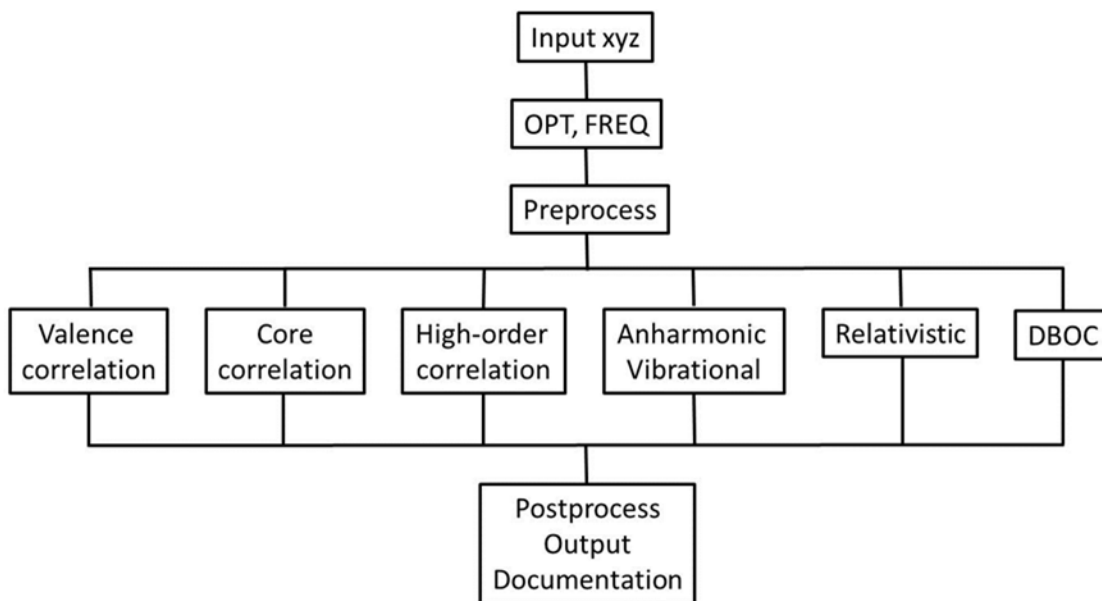 Input xyz
OPT, FREQ
Preprocess
Valence
correlation
Core
correlation
High-order
correlation
Anharmonic
Vibrational
Relativistic
DBOC
Postprocess
Output
Documentation